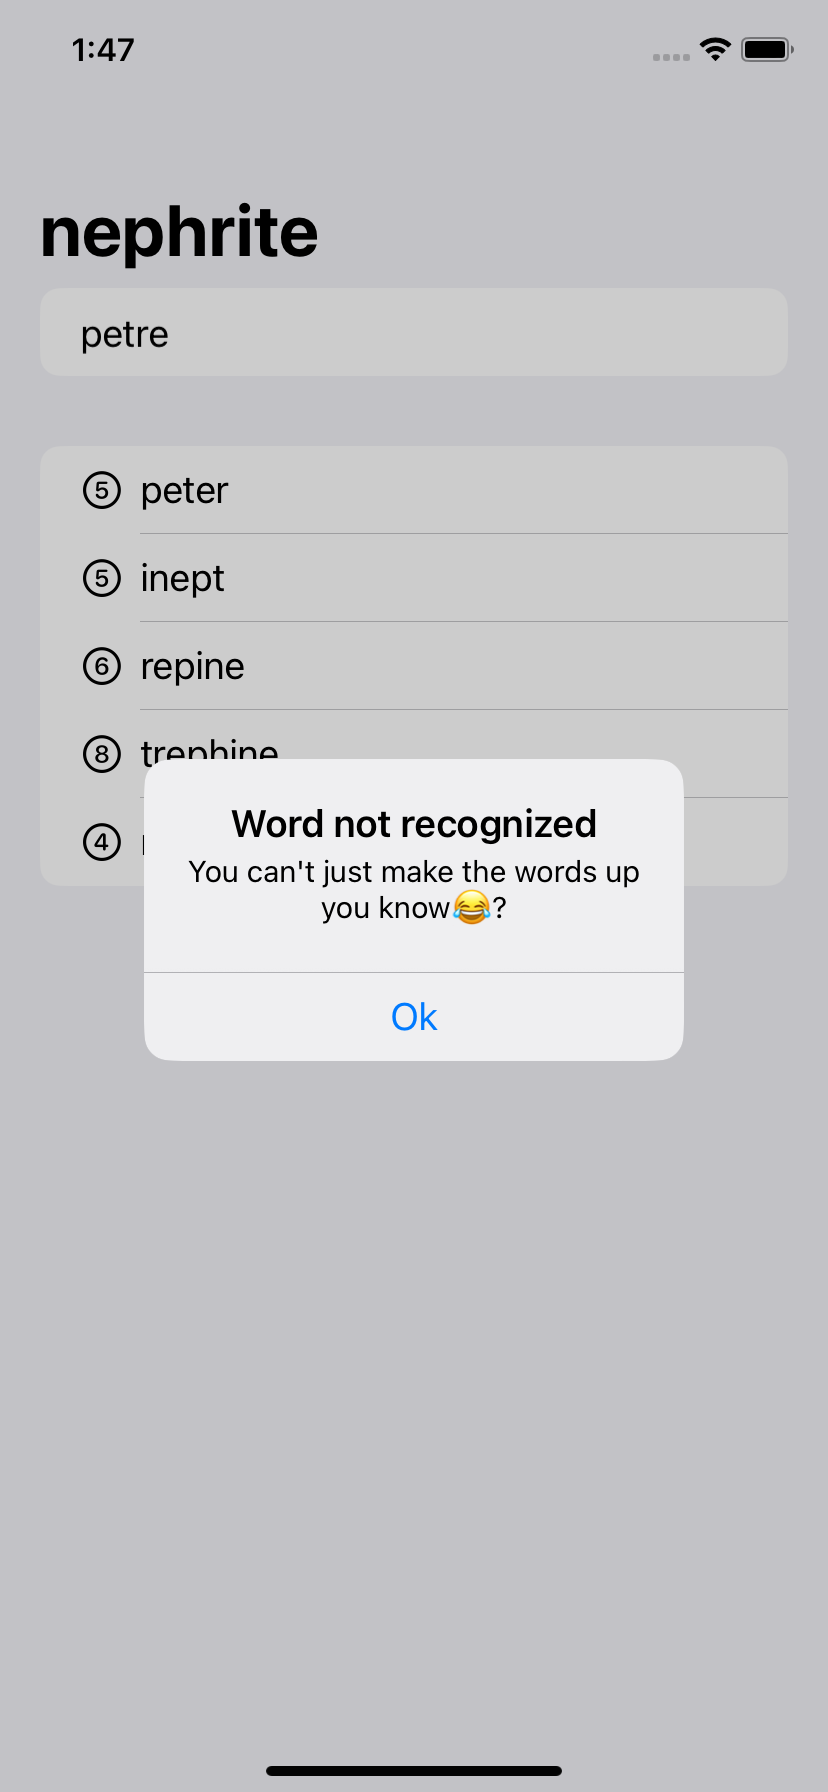 1:47
nephrite
petre
5 peter
5 inept
6 repine
8 trephine
4
Word not recognized
You can't just make the words up
you know😂?
Ok